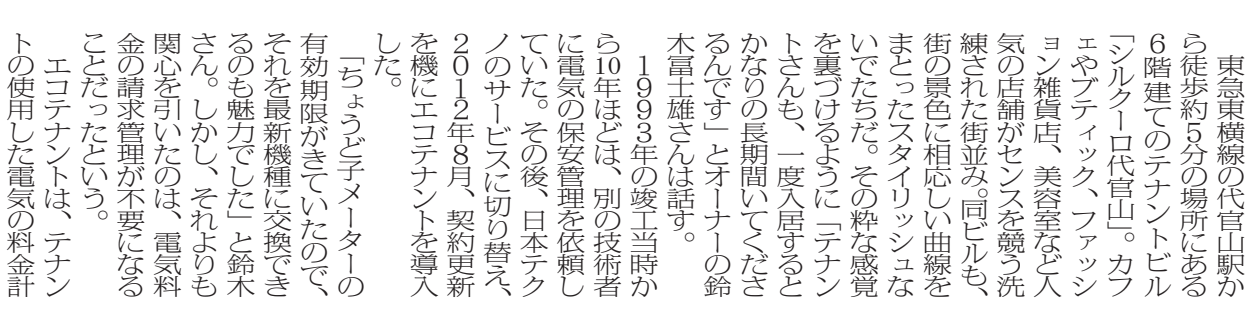 東急東横線の代官山駅か
ら徒歩約５分の場所にある
６階建てのテナントビル
「シルクーロ代官山」。カフ
ェやブティック、ファッシ
ョン雑貨店、美容室など人
気の店舗がセンスを競う洗
練された街並み。同ビルも、
街の景色に相応しい曲線を
まとったスタイリッシュな
いでたちだ。その粋な感覚
を裏づけるように「テナン
トさんも、一度入居すると
かなりの長期間いてくださ
るんです」とオーナーの鈴
木冨士雄さんは話す。
　１９９３年の竣工当時か
ら10年ほどは、別の技術者
に電気の保安管理を依頼し
ていた。その後、日本テク
ノのサービスに切り替え、
２０１２年８月、契約更新
を機にエコテナントを導入
した。
「ちょうど子メーターの
有効期限がきていたので、
それを最新機種に交換でき
るのも魅力でした」と鈴木
さん。しかし、それよりも
関心を引いたのは、電気料
金の請求管理が不要になる
ことだったという。
　エコテナントは、テナン
トの使用した電気の料金計